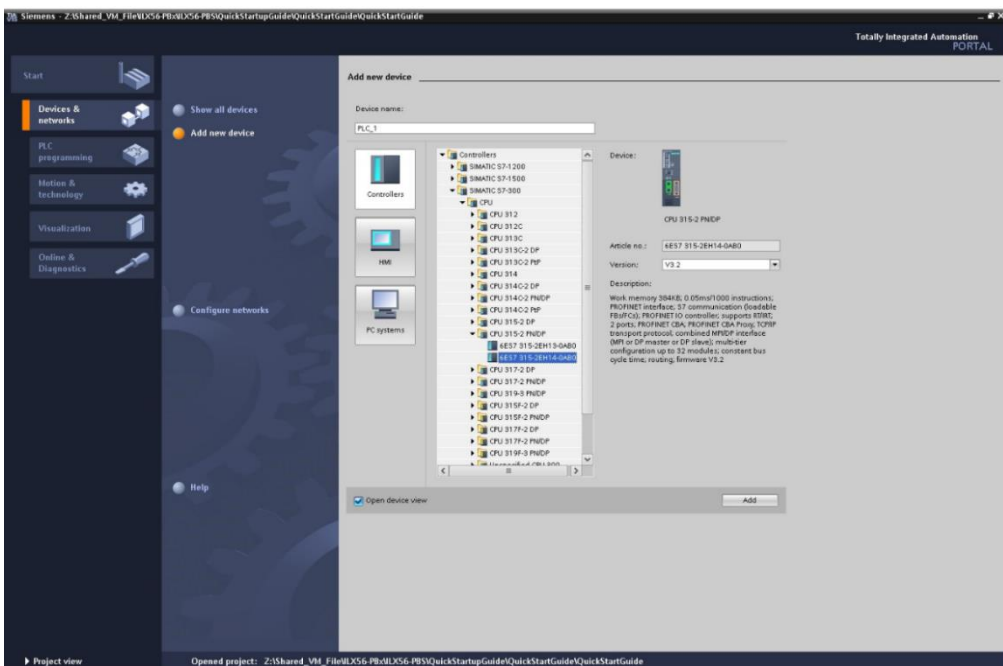 Siemens - Z:\Shared_VM_File\ILX56-PBx\ILX56-PBS\QuickStartupGuide\QuickStartGuide\QuickStartGuide
Totally Integrated Automation
PORTAL
Start
Devices &
networks
PLC
programming
Motion &
technology
Visualization
Online &
Diagnostics
Show all devices
Add new device
Configure networks
Help
Add new device
Device name:
PLC_1
Controllers
HMI
PC systems
Controllers
SIMATIC S7-1200
SIMATIC S7-1500
SIMATIC S7-300
CPU
CPU 312
CPU 312C
CPU 313C
CPU 313C-2 DP
CPU 313C-2 PtP
CPU 314
CPU 314C-2 DP
CPU 314C-2 PN/DP
CPU 314C-2 PtP
CPU 315-2 DP
CPU 315-2 PN/DP
6ES7 315-2EH13-0AB0
6ES7 315-2EH14-0AB0
CPU 317-2 DP
CPU 317-2 PN/DP
CPU 319-3 PN/DP
CPU 315F-2 DP
CPU 315F-2 PN/DP
CPU 317F-2 DP
CPU 317F-2 PN/DP
CPU 319F-3 PN/DP
Device:
CPU 315-2 PN/DP
Article no.:
6ES7 315-2EH14-0AB0
Version:
V3.2
Description:
Work memory 384KB; 0.05ms/1000 instructions;
PROFINET interface; S7 communication (loadable
FBs/FCs); PROFINET IO controller; supports RT/IRT;
2 ports; PROFINET CBA; PROFINET CBA Proxy; TCP/IP
transport protocol; combined MPI/DP interface
(MPI or DP master or DP slave); multi-tier
configuration up to 32 modules; constant bus
cycle time; routing; firmware V3.2
Open device view
Add
Project view
Opened project: Z:\Shared_VM_File\ILX56-PBx\ILX56-PBS\QuickStartupGuide\QuickStartGuide\QuickStartGuide